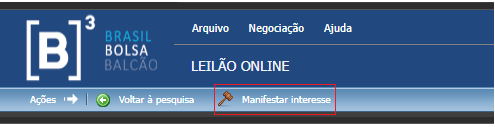 [B]³ BRASIL
BOLSA
BALCÃO
Arquivo Negociação Ajuda
LEILÃO ONLINE
Ações Voltar à pesquisa Manifestar interesse